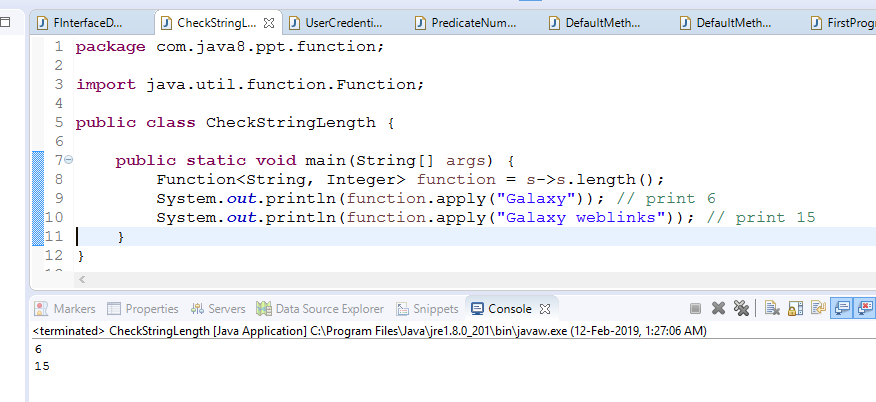 FInterfaceD... CheckStringL... UserCredenti... PredicateNum... DefaultMeth... DefaultMeth... FirstProgr
1 package com.java8.ppt.function;
2
3 import java.util.function.Function;
4
5 public class CheckStringLength {
6
7 public static void main(String[] args) {
8 Function<String, Integer> function = s->s.length();
9 System.out.println(function.apply("Galaxy")); // print 6
10 System.out.println(function.apply("Galaxy weblinks")); // print 15
11 }
12 }
Markers Properties Servers Data Source Explorer Snippets Console
<terminated> CheckStringLength [Java Application] C:\Program Files\Java\jre1.8.0_201\bin\javaw.exe (12-Feb-2019, 1:27:06 AM)
6
15